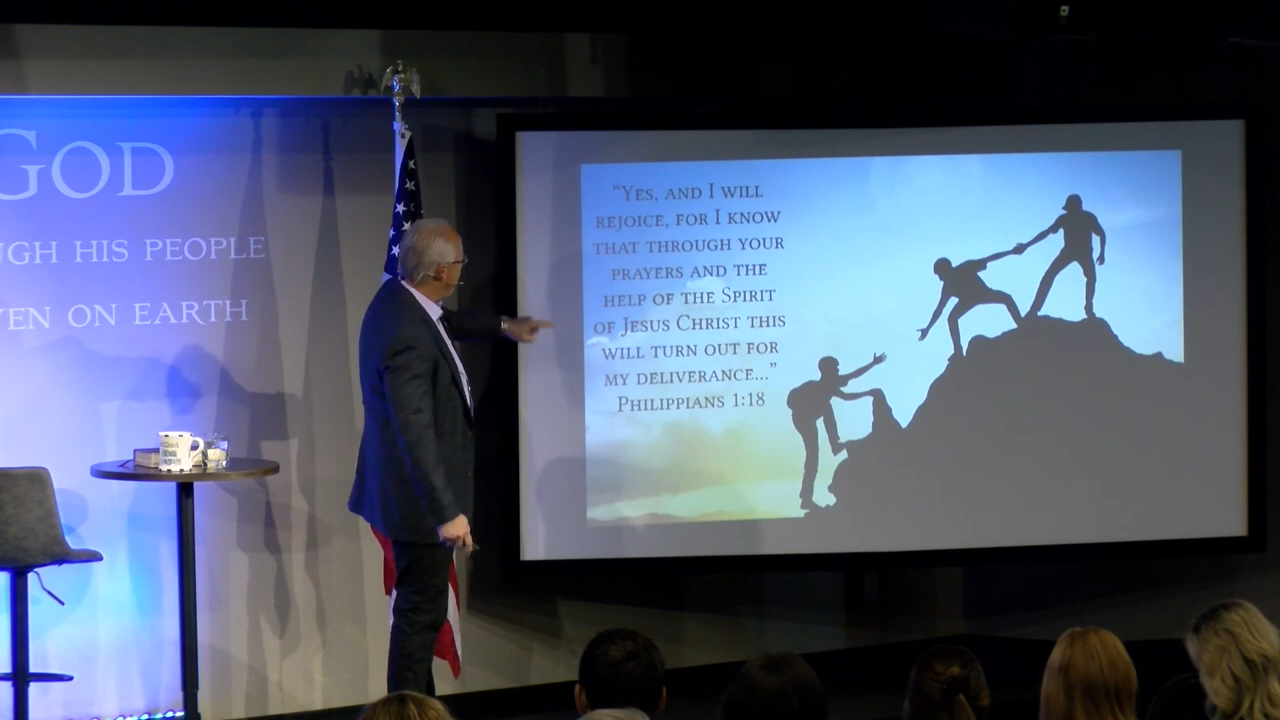 GOD
UGH HIS PEOPLE
VEN ON EARTH
“YES, AND I WILL
REJOICE, FOR I KNOW
THAT THROUGH YOUR
PRAYERS AND THE
HELP OF THE SPIRIT
OF JESUS CHRIST THIS
WILL TURN OUT FOR
MY DELIVERANCE...”
PHILIPPIANS 1:18